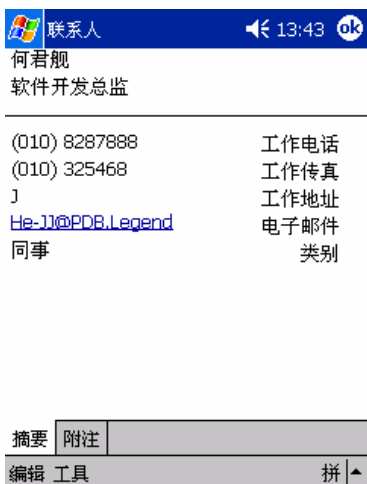 联系人 13:43 ok
何君舰
软件开发总监
(010) 8287888 工作电话
(010) 325468 工作传真
J 工作地址
He-JJ@PDB.Legend 电子邮件
同事 类别
摘要 附注
编辑 工具 拼